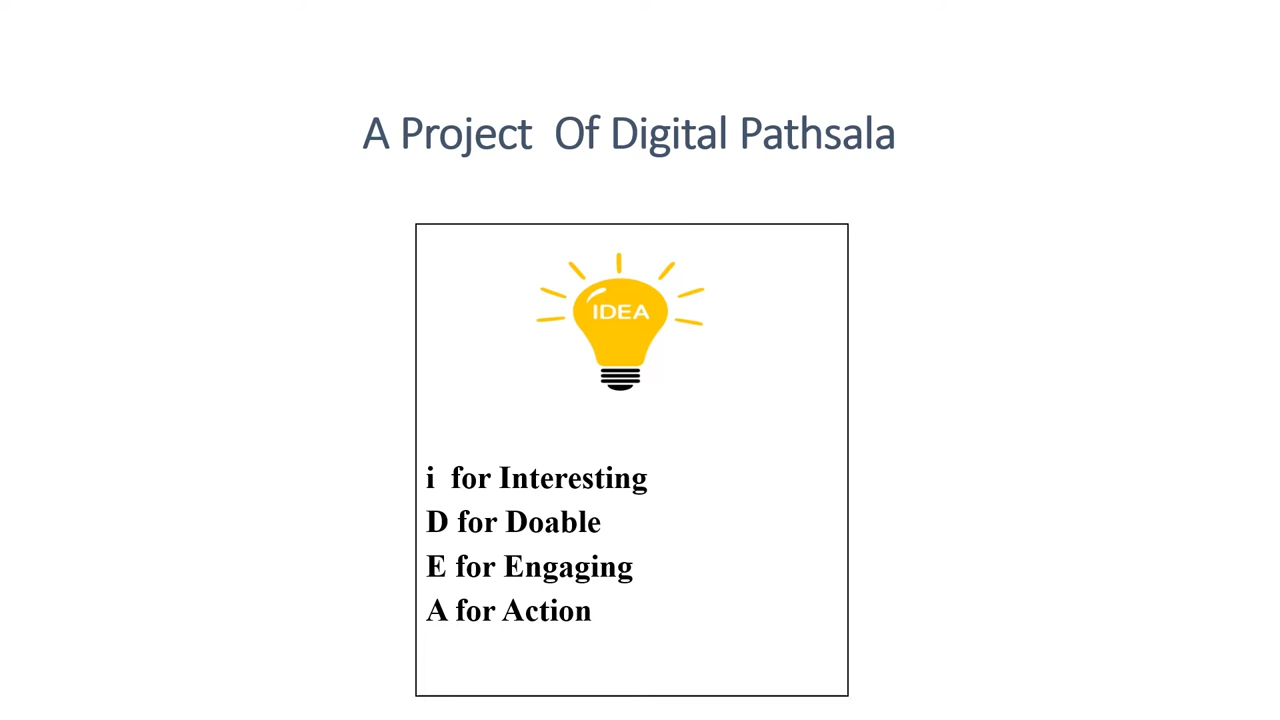 A Project  Of Digital Pathsala
IDEA
i  for Interesting
D for Doable
E for Engaging
A for Action